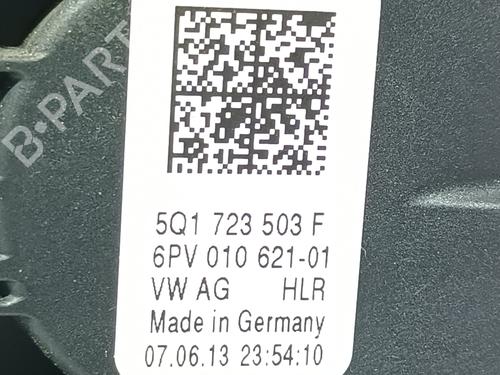 B-PART
5Q1 723 503 F
6PV 010 621-01
VW AG HLR
Made in Germany
07.06.13 23:54:10